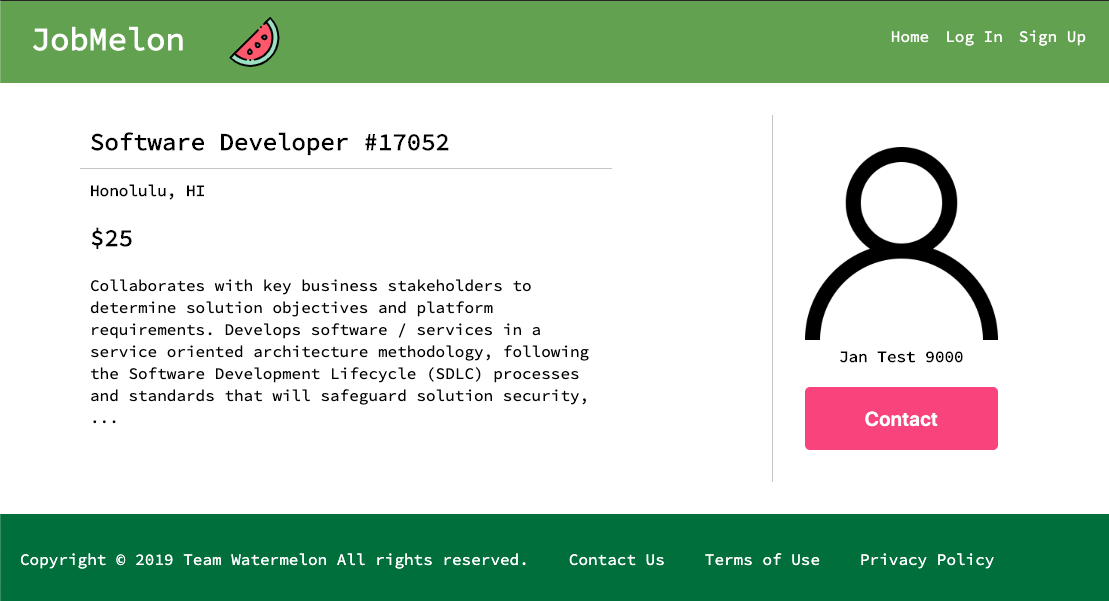 JobMelon
Home Log In Sign Up
Software Developer #17052
Honolulu, HI
$25
Collaborates with key business stakeholders to
determine solution objectives and platform
requirements. Develops software / services in a
service oriented architecture methodology, following
the Software Development Lifecycle (SDLC) processes
and standards that will safeguard solution security,
...
Jan Test 9000
Contact
Copyright © 2019 Team Watermelon All rights reserved. Contact Us Terms of Use Privacy Policy